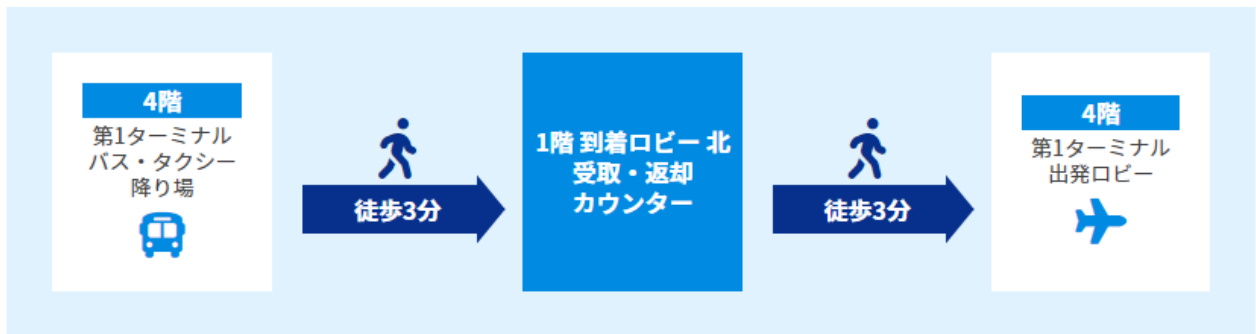 4階
第1ターミナル
バス・タクシー
降り場
徒歩3分
1階 到着ロビー 北
受取・返却
カウンター
徒歩3分
4階
第1ターミナル
出発ロビー